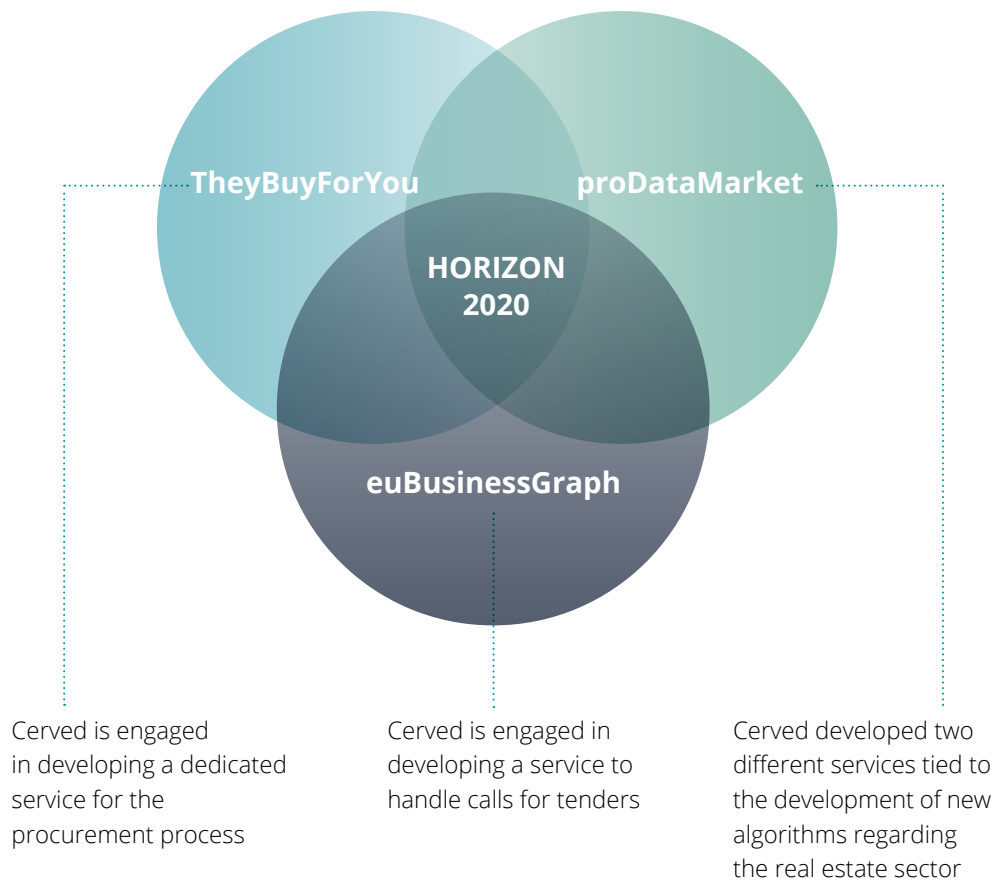 TheyBuyForYou
proDataMarket
HORIZON
2020
euBusinessGraph
Cerved is engaged
in developing a dedicated
service for the
procurement process
Cerved is engaged in
developing a service to
handle calls for tenders
Cerved developed two
different services tied to
the development of new
algorithms regarding
the real estate sector